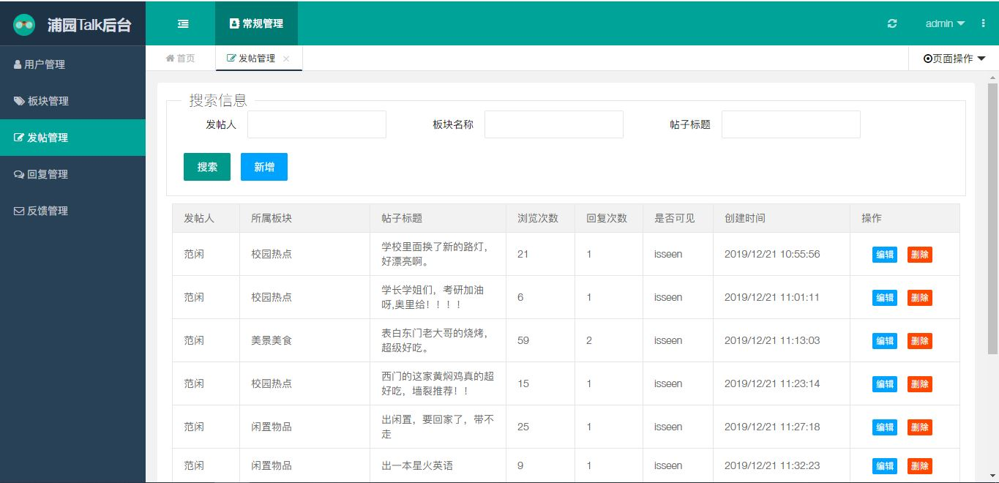 浦园Talk后台
常规管理
admin
用户管理
板块管理
发帖管理
回复管理
反馈管理
首页
发帖管理
页面操作
搜索信息
发帖人 板块名称 帖子标题
搜索 新增
发帖人 所属板块 帖子标题 浏览次数 回复次数 是否可见 创建时间 操作
范闲 校园热点 学校里面换了新的路灯，
好漂亮啊。 21 1 isseen 2019/12/21 10:55:56 编辑 删除
范闲 校园热点 学长学姐们，考研加油
呀,奥里给！！！！ 6 1 isseen 2019/12/21 11:01:11 编辑 删除
范闲 美景美食 表白东门老大哥的烧烤，
超级好吃。 59 2 isseen 2019/12/21 11:13:03 编辑 删除
范闲 校园热点 西门的这家黄焖鸡真的超
好吃，墙裂推荐！！ 15 1 isseen 2019/12/21 11:23:14 编辑 删除
范闲 闲置物品 出闲置，要回家了，带不
走 25 1 isseen 2019/12/21 11:27:18 编辑 删除
范闲 闲置物品 出一本星火英语 9 1 isseen 2019/12/21 11:32:23 编辑 删除